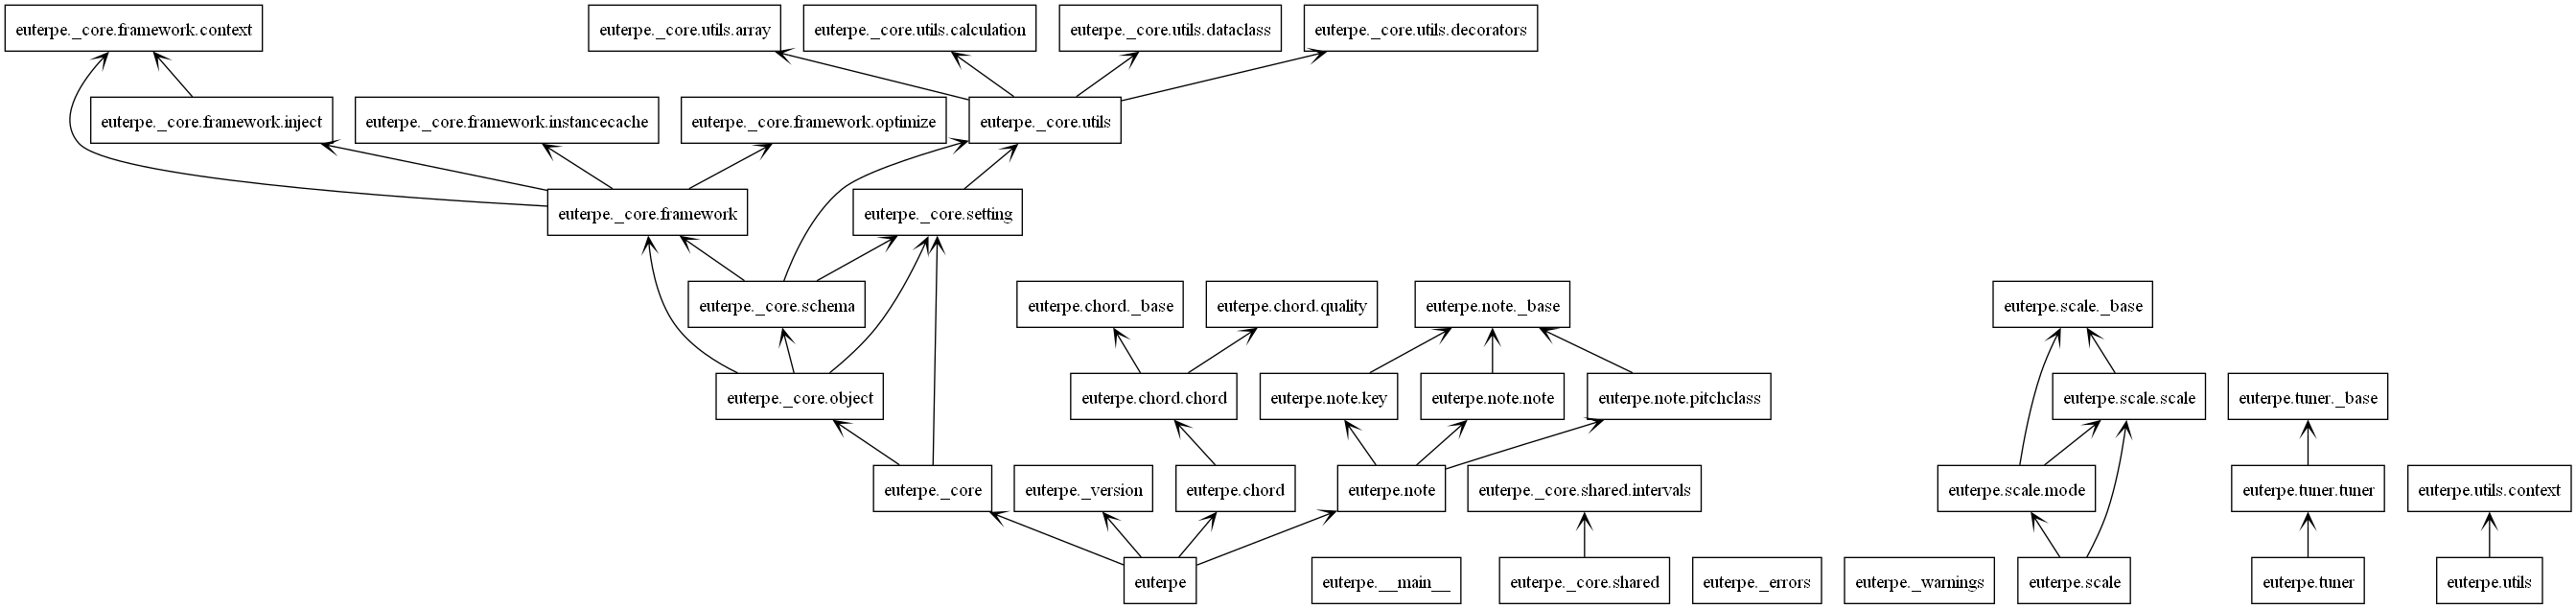 euterpe._core.framework.context
euterpe._core.utils.array
euterpe._core.utils.calculation
euterpe._core.utils.dataclass
euterpe._core.utils.decorators
euterpe._core.framework.inject
euterpe._core.framework.instancecache
euterpe._core.framework.optimize
euterpe._core.utils
euterpe._core.framework
euterpe._core.setting
euterpe._core.schema
euterpe.chord._base
euterpe.chord.quality
euterpe.note._base
euterpe.scale._base
euterpe._core.object
euterpe.chord.chord
euterpe.note.key
euterpe.note.note
euterpe.note.pitchclass
euterpe.scale.scale
euterpe.tuner._base
euterpe._core
euterpe._version
euterpe.chord
euterpe.note
euterpe._core.shared.intervals
euterpe.scale.mode
euterpe.tuner.tuner
euterpe.utils.context
euterpe
euterpe.__main__
euterpe._core.shared
euterpe._errors
euterpe._warnings
euterpe.scale
euterpe.tuner
euterpe.utils